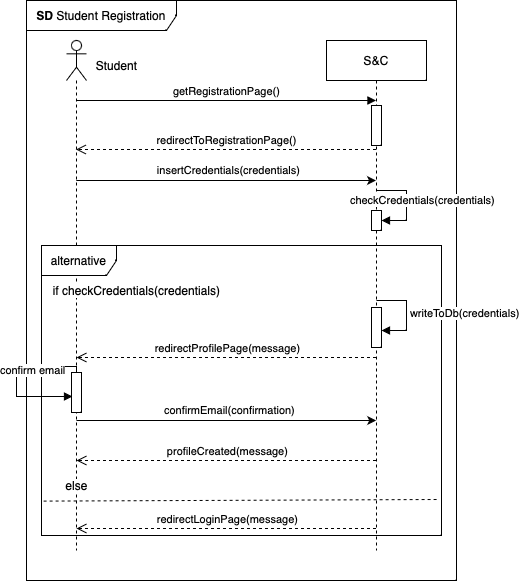 SD Student Registration
Student
S&C
getRegistrationPage()
redirectToRegistrationPage()
insertCredentials(credentials)
checkCredentials(credentials)
alternative
if checkCredentials(credentials)
writeToDb(credentials)
redirectProfilePage(message)
confirm email
confirmEmail(confirmation)
profileCreated(message)
else
redirectLoginPage(message)